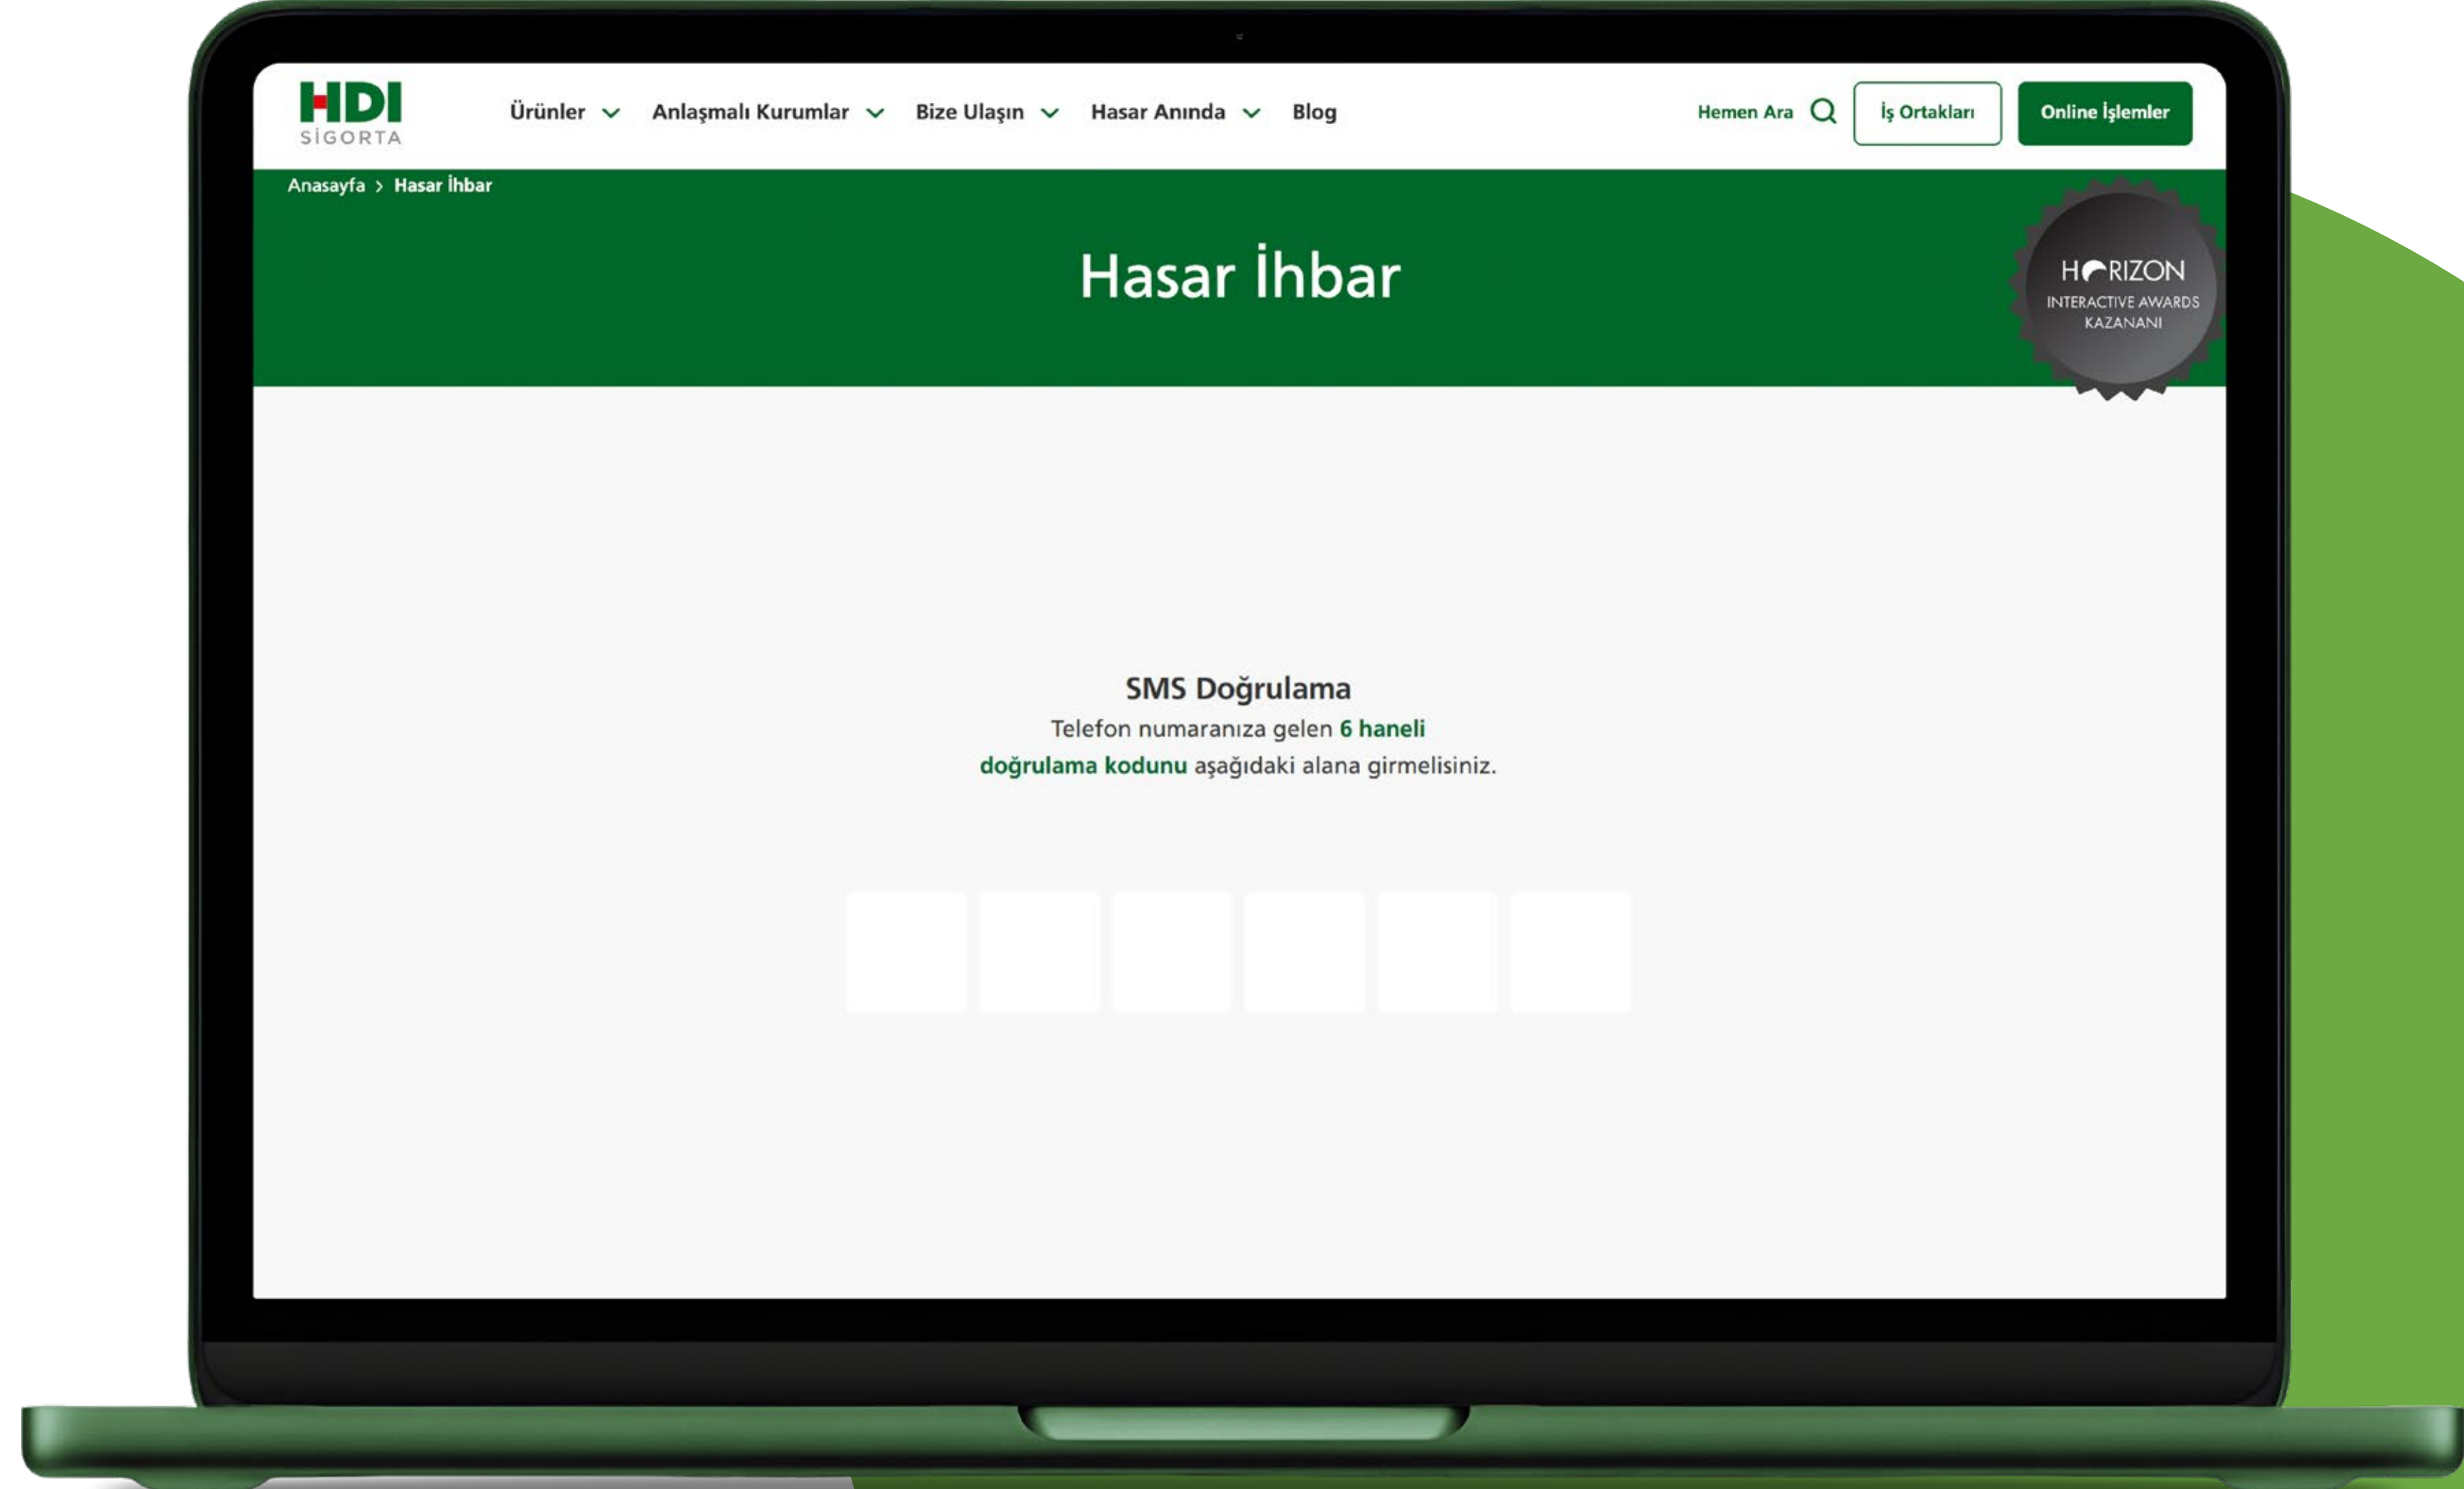 HDI
SİGORTA
Ürünler
Anlaşmalı Kurumlar
Bize Ulaşın
Hasar Anında
Blog
Hemen Ara
İş Ortakları
Online İşlemler
Anasayfa > Hasar İhbar
Hasar İhbar
HORIZON
INTERACTIVE AWARDS
KAZANANI
SMS Doğrulama
Telefon numaranıza gelen 6 haneli
doğrulama kodunu aşağıdaki alana girmelisiniz.